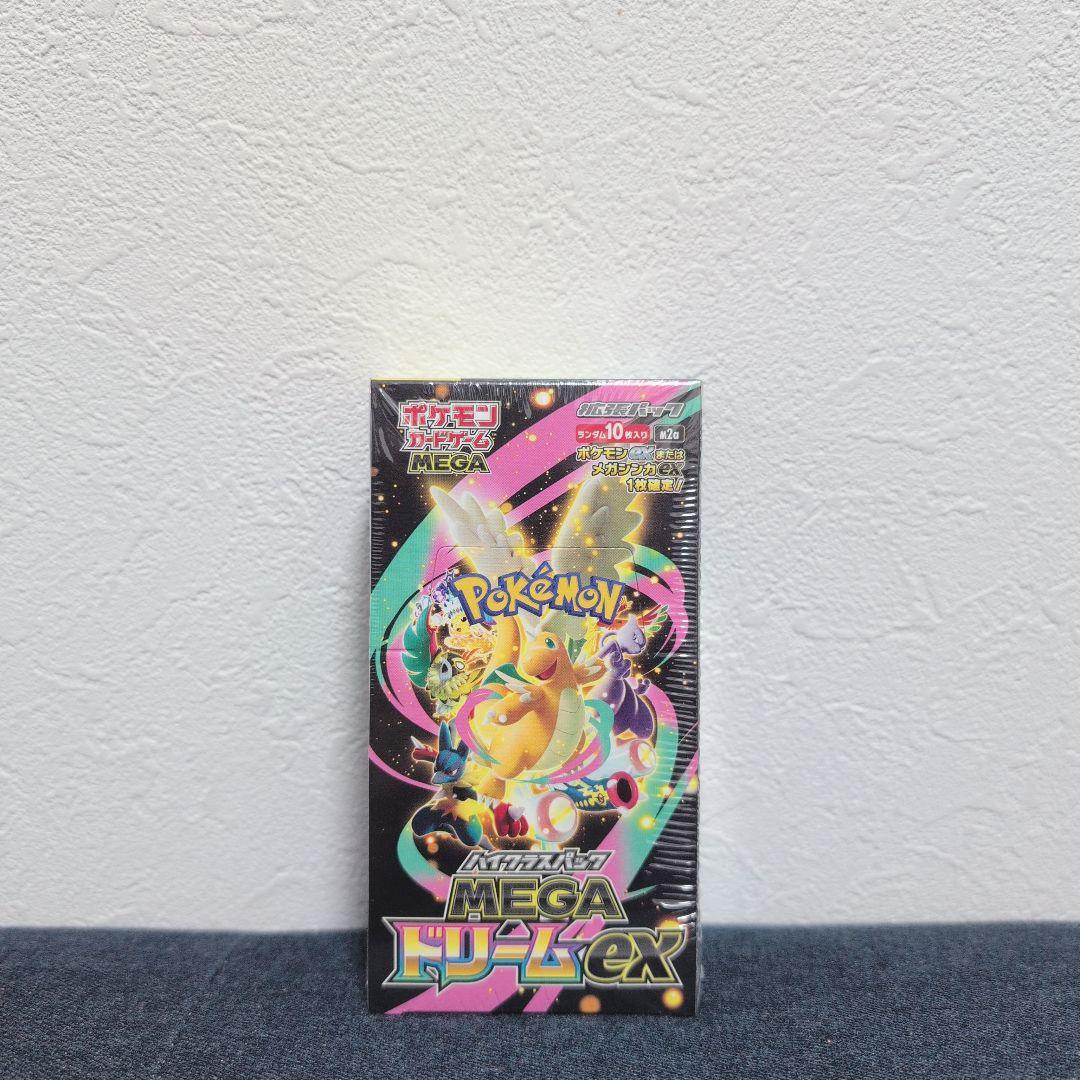 ポケモン
カードゲーム
MEGA
拡張パック
ランダム10枚入り M2a
ポケモンexまたは
メガシンカex
1枚確定!
POKéMON
ハイクラスパック
MEGA
ドリームex